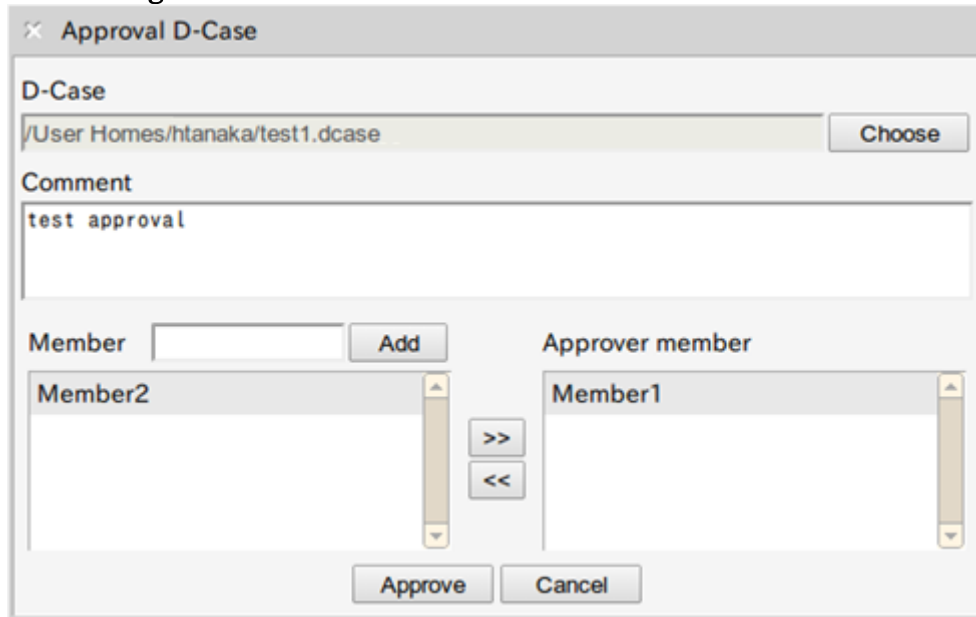 Approval D-Case
D-Case
/User Homes/htanaka/test1.dcase
Choose
Comment
test approval
Member
Add
Approver member
Member2
Member1
>>
<<
Approve
Cancel